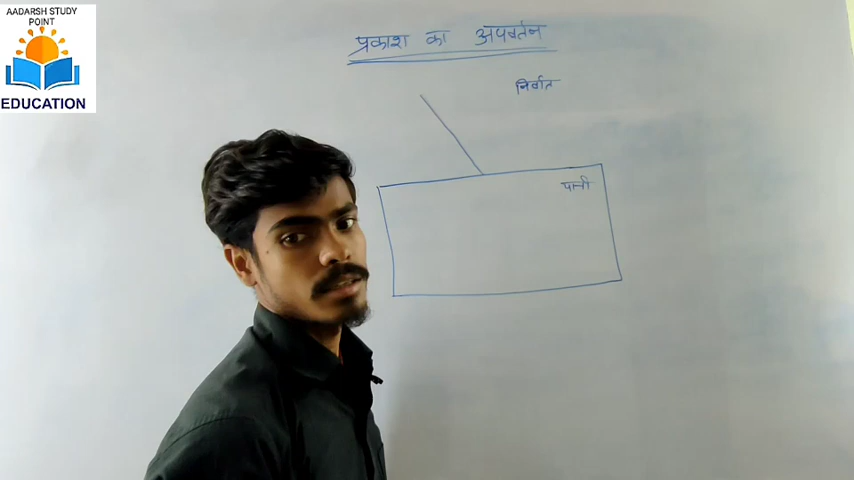 AADARSH STUDY
POINT
EDUCATION
प्रकाश का अपवर्तन
निर्वात
पानी